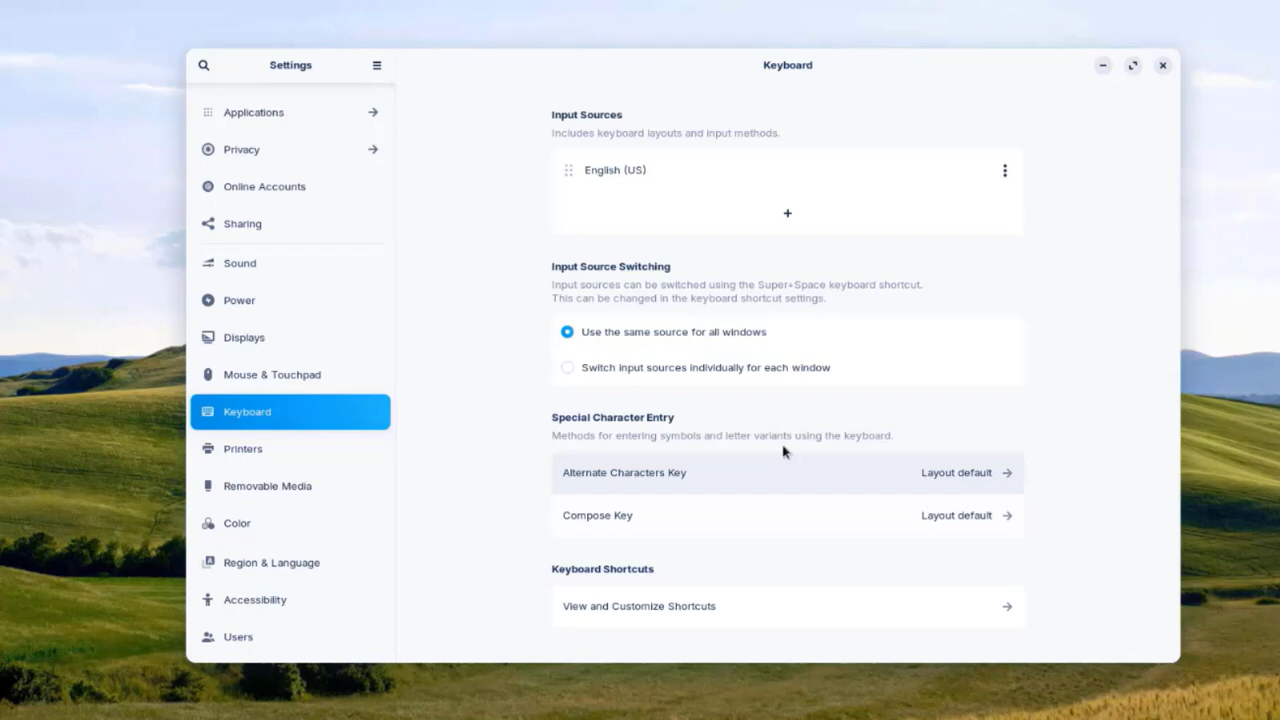 Settings
Applications
Privacy
Online Accounts
Sharing
Sound
Power
Displays
Mouse & Touchpad
Keyboard
Printers
Removable Media
Color
Region & Language
Accessibility
Users
Keyboard
Input Sources
Includes keyboard layouts and input methods.
English (US)
Input Source Switching
Input sources can be switched using the Super+Space keyboard shortcut.
This can be changed in the keyboard shortcut settings.
Use the same source for all windows
Switch input sources individually for each window
Special Character Entry
Methods for entering symbols and letter variants using the keyboard.
Alternate Characters Key Layout default
Compose Key Layout default
Keyboard Shortcuts
View and Customize Shortcuts